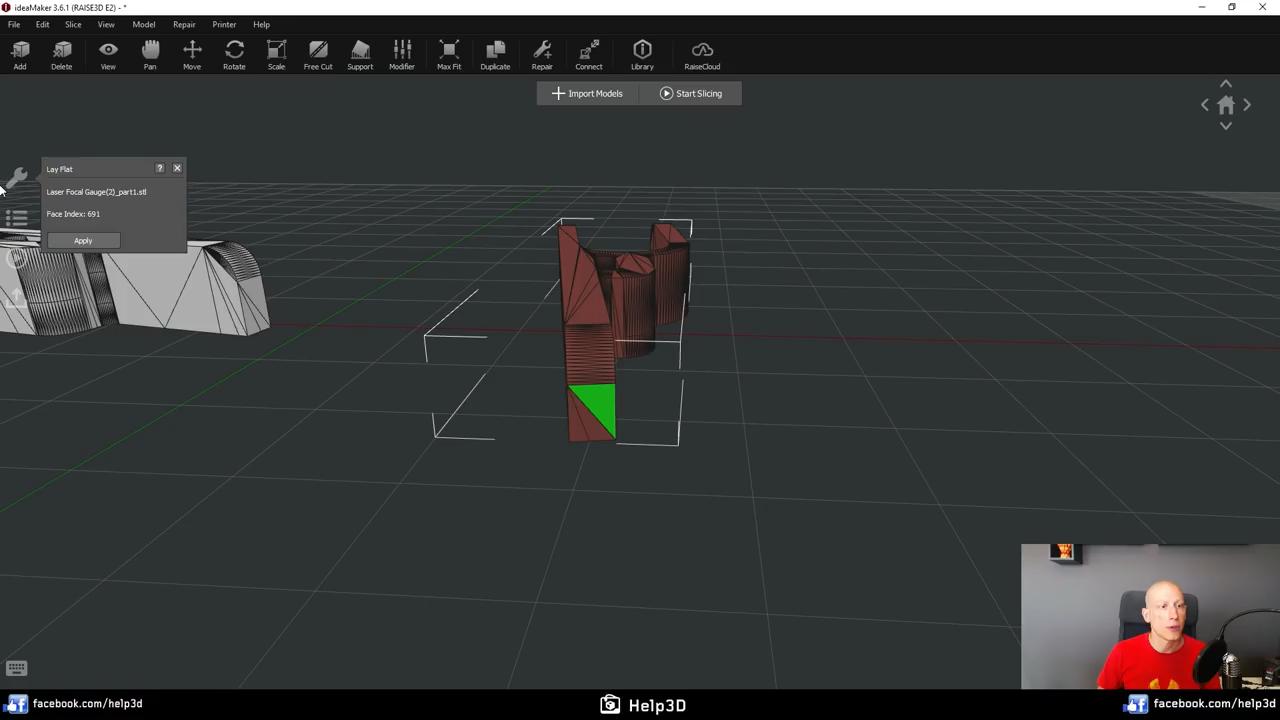 ideaMaker 3.6.1 (RAISE3D E2) - *
File Edit Slice View Model Repair Printer Help
Add Delete View Pan Move Rotate Scale Free Cut Support Modifier Max Fit Duplicate Repair Connect Library RaiseCloud
Import Models Start Slicing
Lay Flat ?
Laser Focal Gauge(2)_part1.stl
Face Index: 691
Apply
facebook.com/help3d Help3D facebook.com/help3d